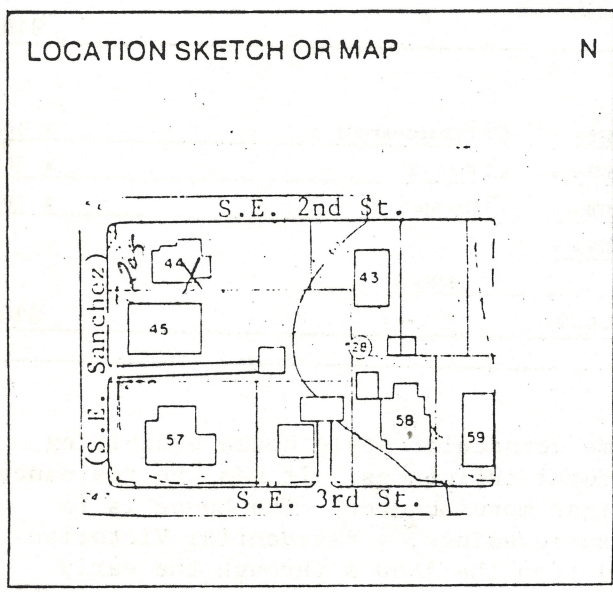 LOCATION SKETCH OR MAP N
S.E. 2nd St.
44
43
45
(S.E. Sanchez)
28
57
58
59
S.E. 3rd St.